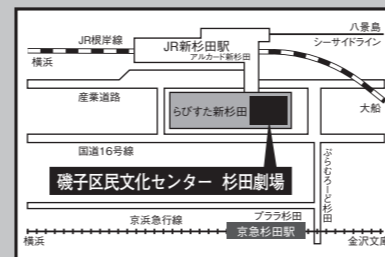 八景島
JR根岸線
JR新杉田駅
アルカード新杉田
シーサイドライン
横浜
産業道路
らびすた新杉田
大船
国道16号線
ぷらむろーど杉田
磯子区民文化センター 杉田劇場
京浜急行線
プララ杉田
京急杉田駅
横浜
金沢文庫